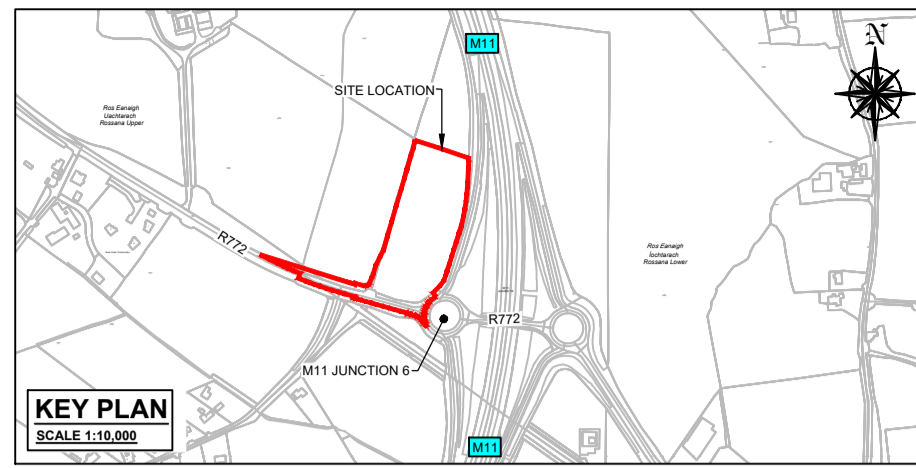 M11
N
SITE LOCATION
Ros Eanaigh
Uachtarach
Rossana Upper
R772
Ros Eanaigh
Íochtarach
Rossana Lower
R772
M11 JUNCTION 6
KEY PLAN
SCALE 1:10,000
M11